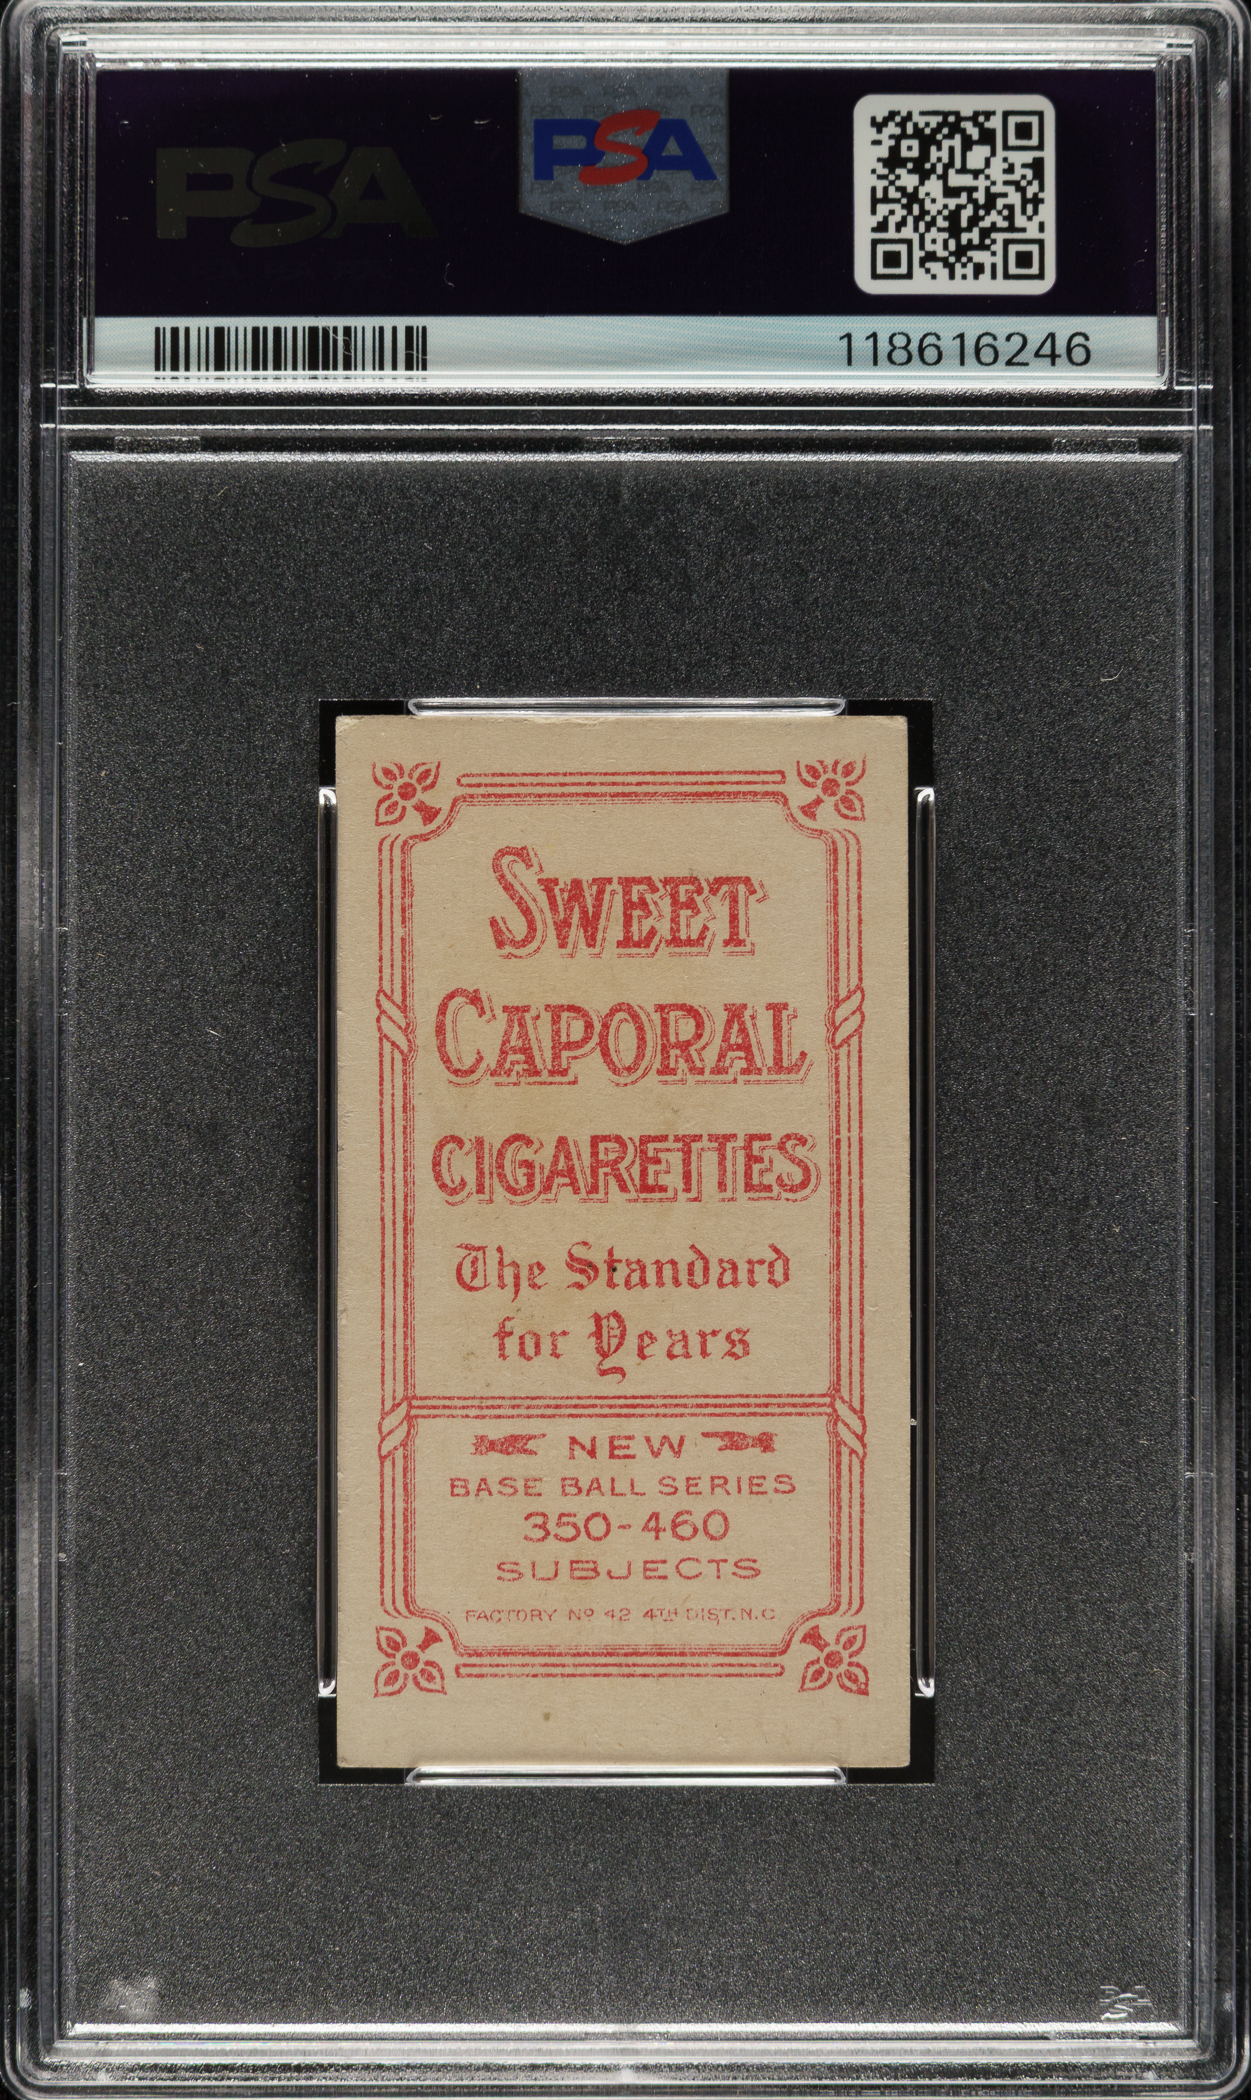 PSA
PSA
118616246
SWEET
CAPORAL
CIGARETTES
The Standard
for Years
NEW
BASE BALL SERIES
350-460
SUBJECTS
FACTORY Nº 42 4TH DIST. N.C.
PSA